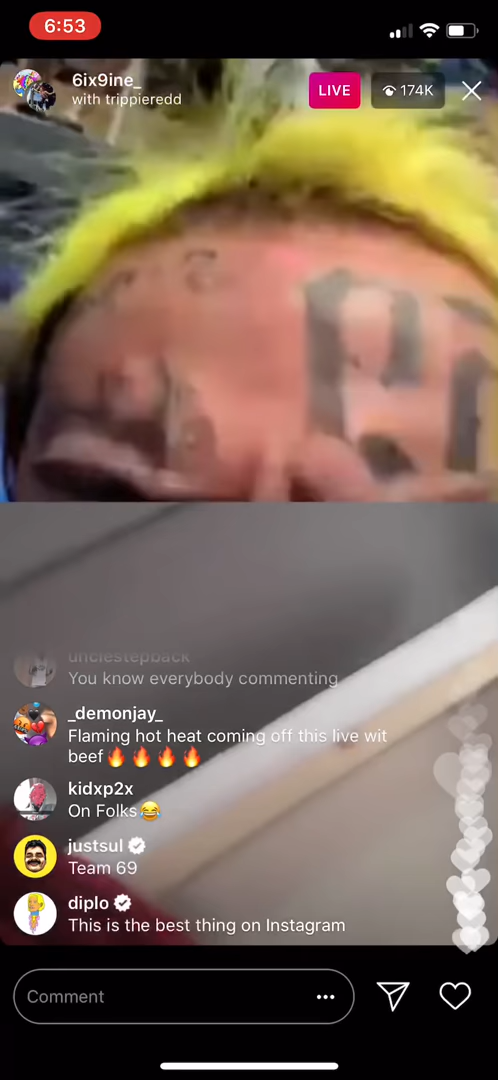 6:53
6ix9ine_
with trippieredd
LIVE
174K
unclestepback
You know everybody commenting
_demonjay_
Flaming hot heat coming off this live wit
beef🔥🔥🔥🔥
kidxp2x
On Folks😂
justsul
Team 69
diplo
This is the best thing on Instagram
Comment